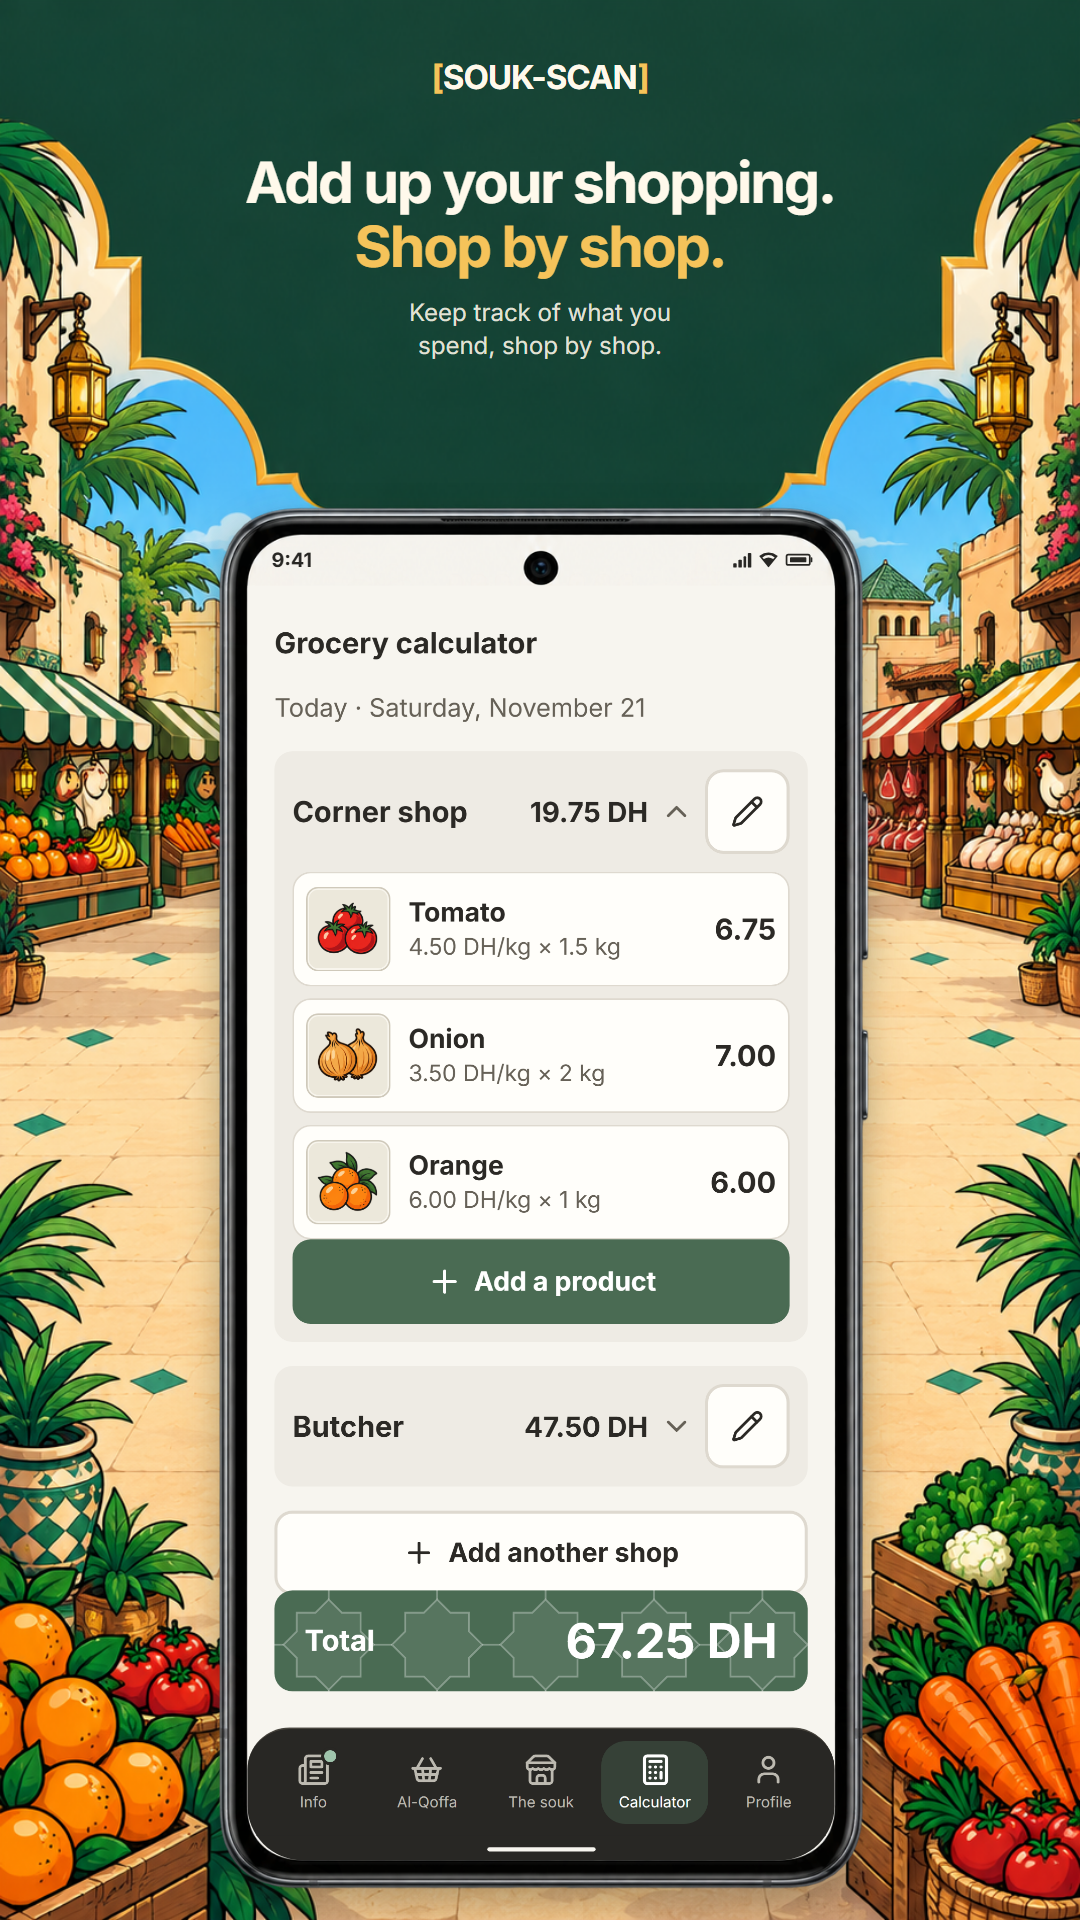 [SOUK-SCAN]
Add up your shopping.
Shop by shop.
Keep track of what you
spend, shop by shop.
9:41
Grocery calculator
Today · Saturday, November 21
Corner shop 19.75 DH
Tomato
4.50 DH/kg × 1.5 kg
6.75
Onion
3.50 DH/kg × 2 kg
7.00
Orange
6.00 DH/kg × 1 kg
6.00
+ Add a product
Butcher 47.50 DH
+ Add another shop
Total 67.25 DH
Info Al-Qoffa The souk Calculator Profile